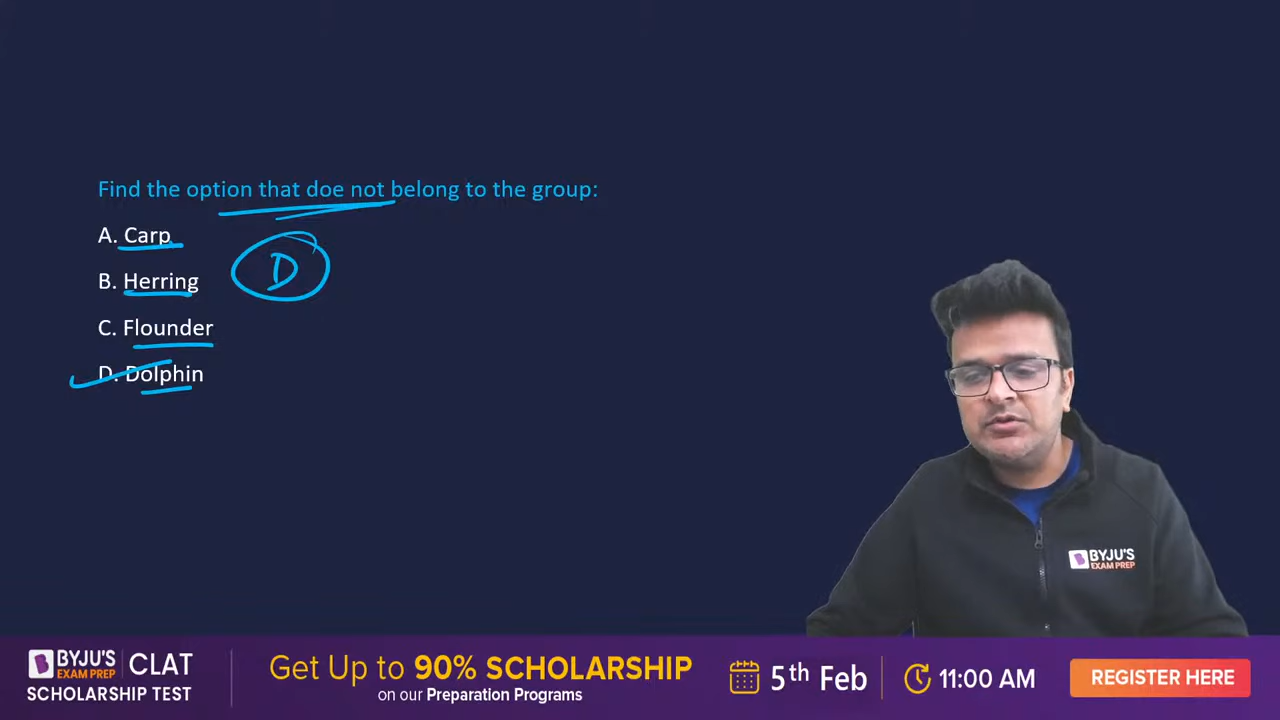 Find the option that doe not belong to the group:
A. Carp
B. Herring
D
C. Flounder
D. Dolphin
BYJU'S
EXAM PREP
BYJU'S
EXAM PREP
CLAT
SCHOLARSHIP TEST
Get Up to 90% SCHOLARSHIP
on our Preparation Programs
5th Feb
11:00 AM
REGISTER HERE